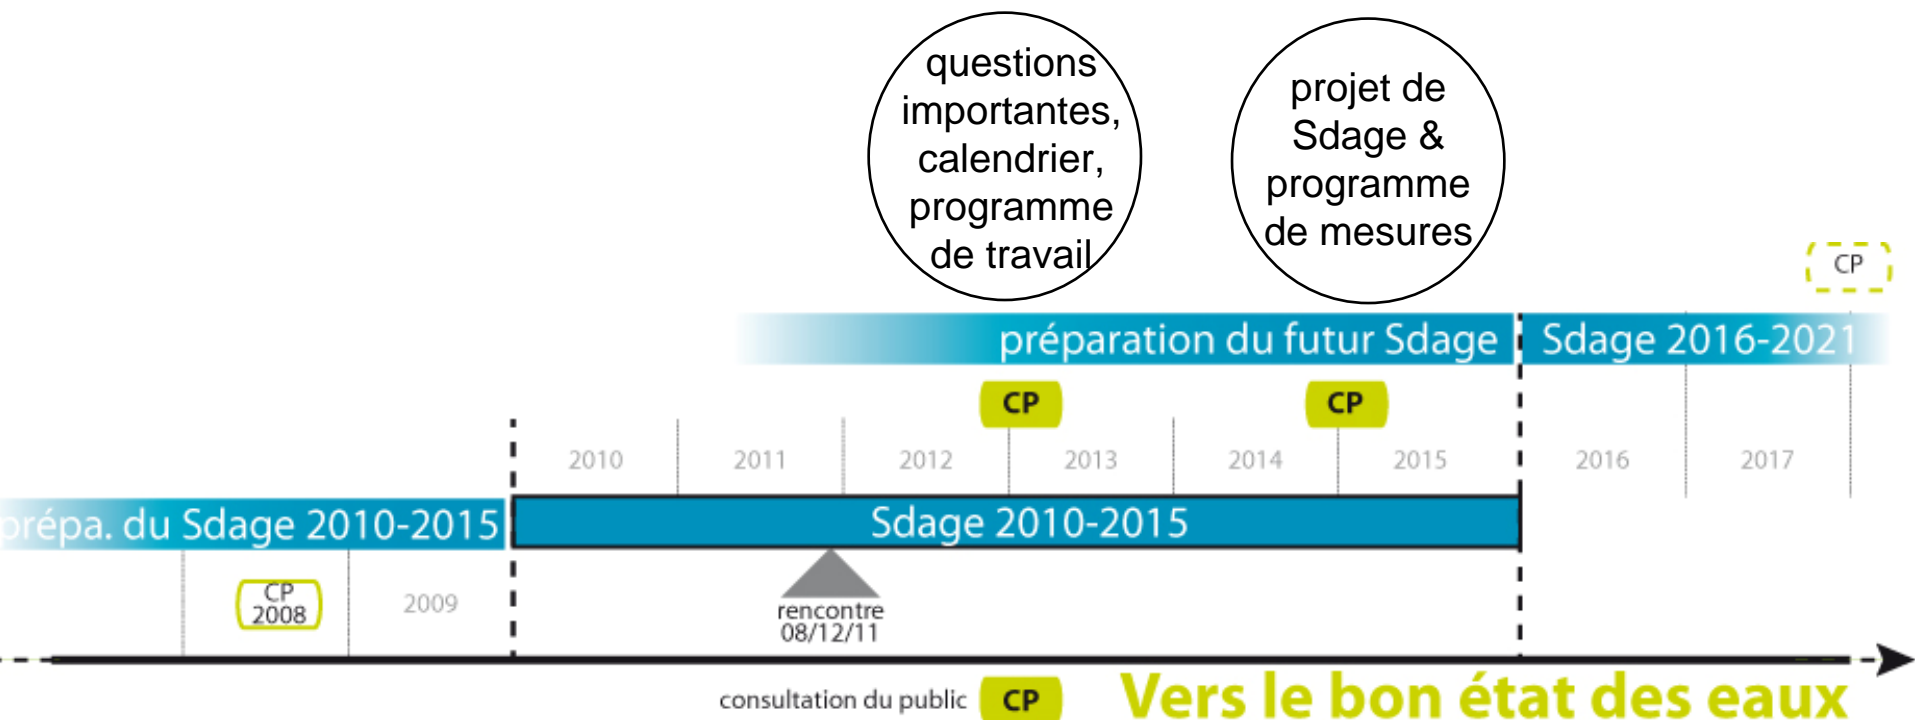 questions
importantes,
calendrier,
programme
de travail
projet de
Sdage &
programme
de mesures
CP
préparation du futur Sdage
Sdage 2016-2021
CP
CP
2010
2011
2012
2013
2014
2015
2016
2017
prépa. du Sdage 2010-2015
Sdage 2010-2015
CP
2008
2009
rencontre
08/12/11
consultation du public
CP
Vers le bon état des eaux